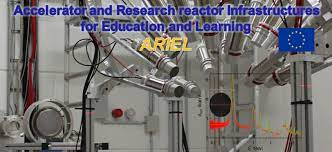 Accelerator and Research reactor Infrastructures
for Education and Learning
ARIEL